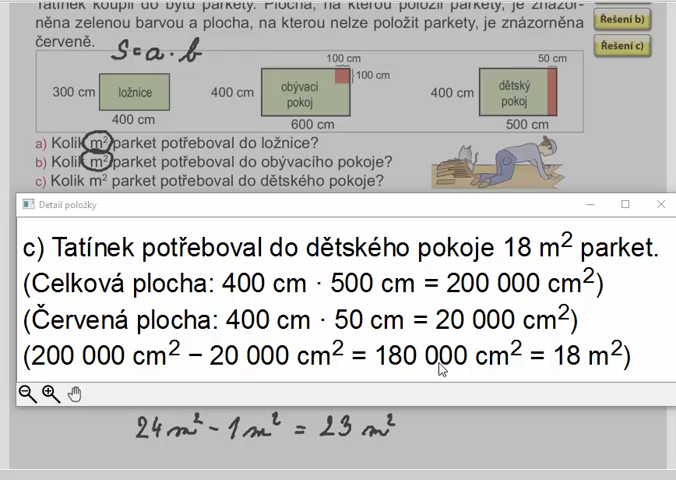 Tatínek koupil do bytu parkety. Plocha, na kterou položil parkety, je znázor-
něna zelenou barvou a plocha, na kterou nelze položit parkety, je znázorněna
červeně.
S = a · b
Řešení b)
Řešení c)
300 cm
ložnice
400 cm
100 cm
100 cm
400 cm
obývací
pokoj
600 cm
50 cm
400 cm
dětský
pokoj
500 cm
a) Kolik m² parket potřeboval do ložnice?
b) Kolik m² parket potřeboval do obývacího pokoje?
c) Kolik m² parket potřeboval do dětského pokoje?
Detail položky
c) Tatínek potřeboval do dětského pokoje 18 m² parket.
(Celková plocha: 400 cm · 500 cm = 200 000 cm²)
(Červená plocha: 400 cm · 50 cm = 20 000 cm²)
(200 000 cm² − 20 000 cm² = 180 000 cm² = 18 m²)
24 m² - 1 m² = 23 m²